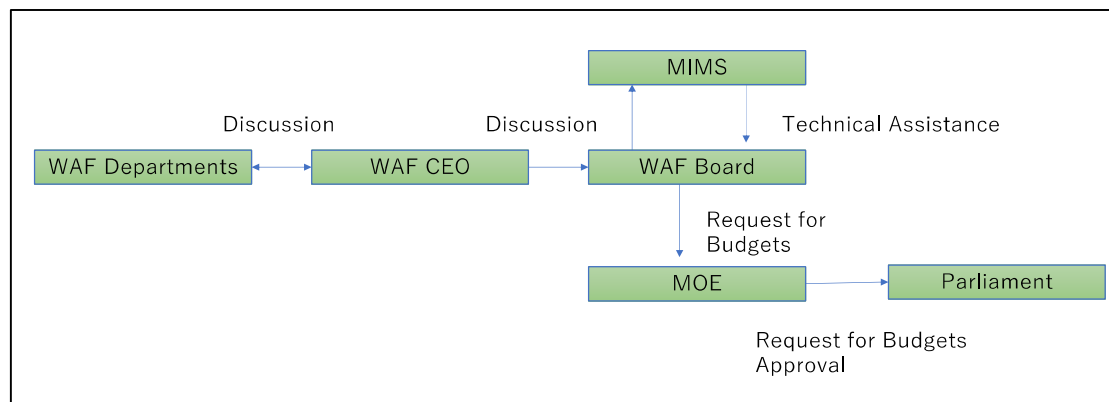 MIMS
Discussion
Discussion
Technical Assistance
WAF Departments
WAF CEO
WAF Board
Request for
Budgets
MOE
Parliament
Request for Budgets
Approval